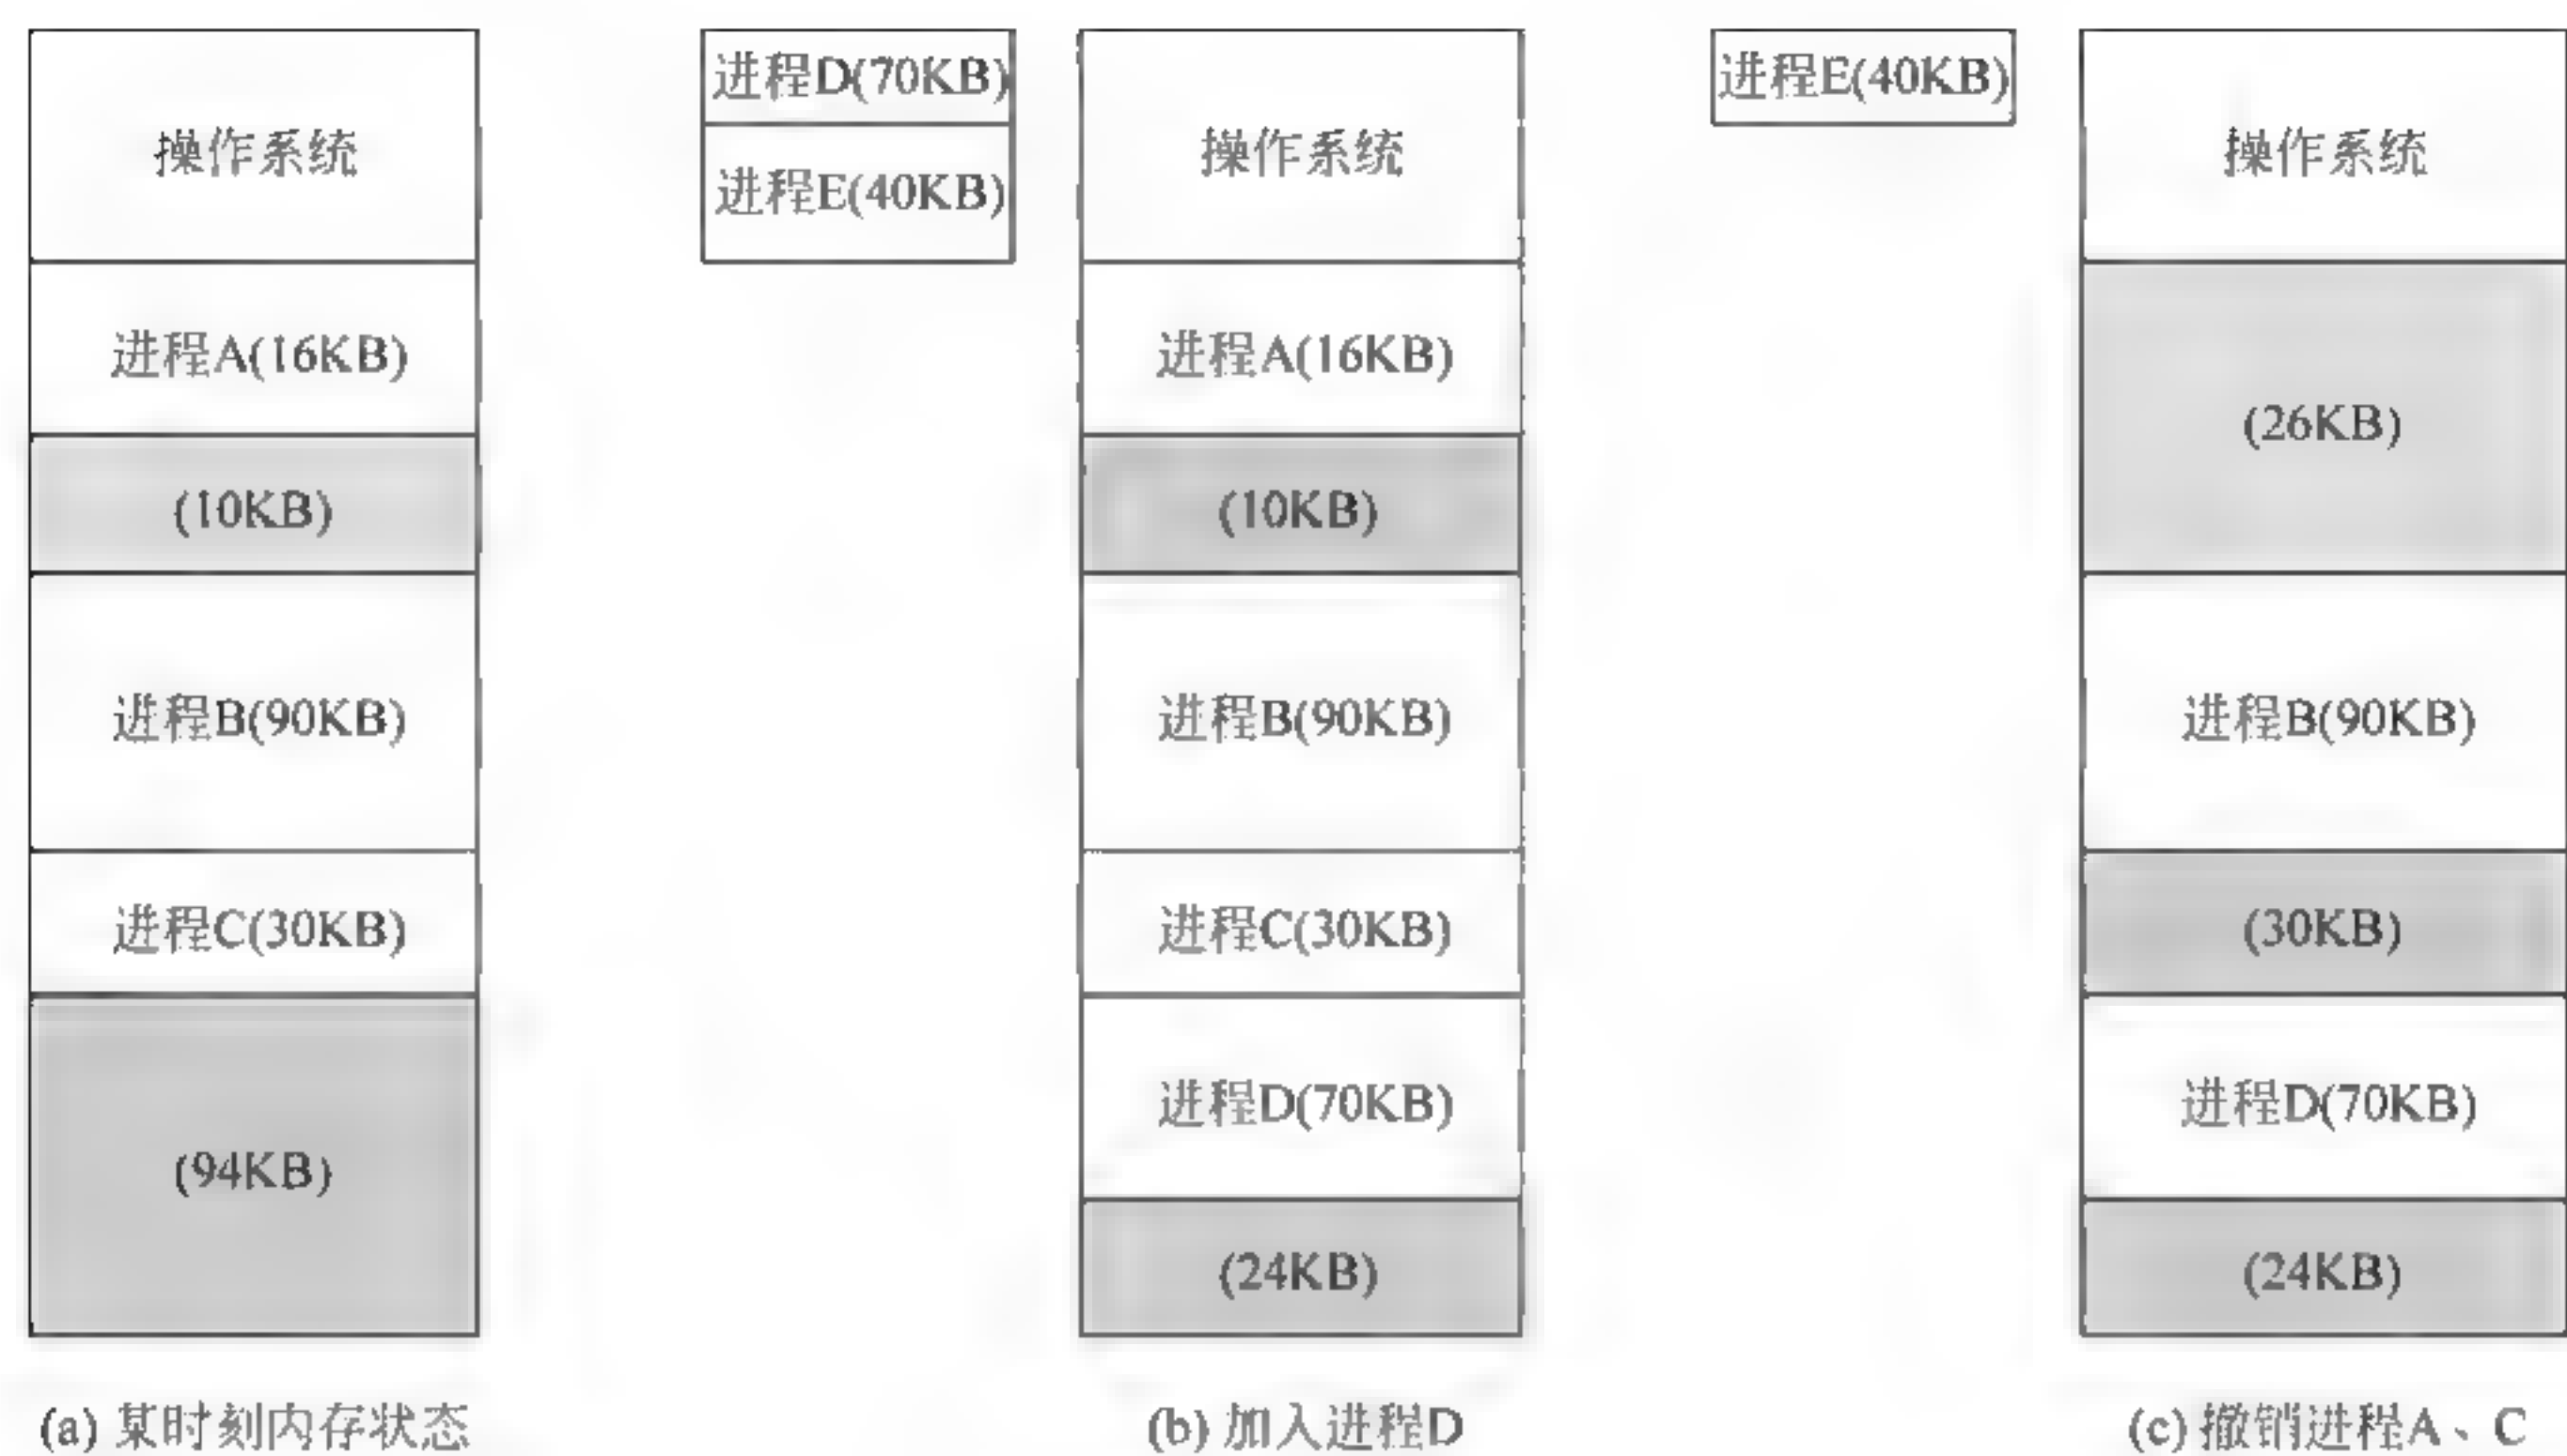 操作系统
进程A(16KB)
(10KB)
进程B(90KB)
进程C(30KB)
(94KB)
(a) 某时刻内存状态
进程D(70KB)
进程E(40KB)
操作系统
进程A(16KB)
(10KB)
进程B(90KB)
进程C(30KB)
进程D(70KB)
(24KB)
(b) 加入进程D
进程E(40KB)
操作系统
(26KB)
进程B(90KB)
(30KB)
进程D(70KB)
(24KB)
(c) 撤销进程A、C